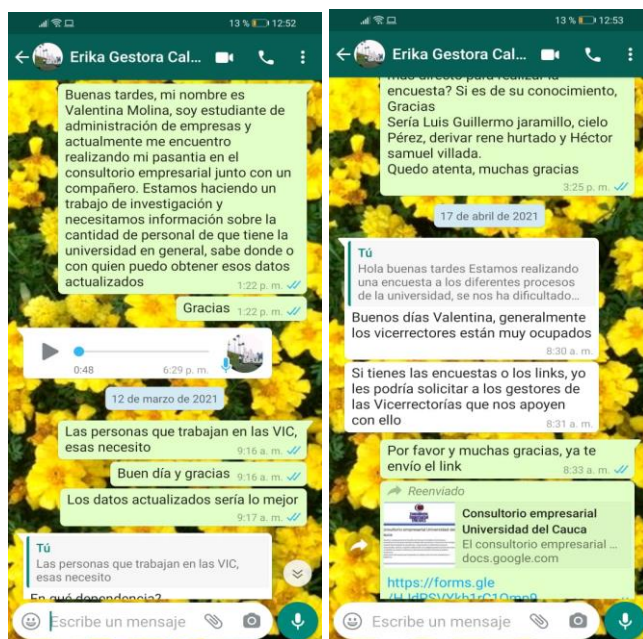 13 % 12:52
Erika Gestora Cal...
Buenas tardes, mi nombre es
Valentina Molina, soy estudiante de
administración de empresas y
actualmente me encuentro
realizando mi pasantia en el
consultorio empresarial junto con un
compañero. Estamos haciendo un
trabajo de investigación y
necesitamos información sobre la
cantidad de personal de que tiene la
universidad en general, sabe donde o
con quien puedo obtener esos datos
actualizados
1:22 p. m.
Gracias 1:22 p. m.
0:48 6:29 p. m.
12 de marzo de 2021
Las personas que trabajan en las VIC,
esas necesito 9:16 a. m.
Buen día y gracias 9:16 a. m.
Los datos actualizados sería lo mejor
9:17 a. m.
Tú
Las personas que trabajan en las VIC,
esas necesito
En qué dependencia?
Escribe un mensaje
13 % 12:53
Erika Gestora Cal...
encuesta? Si es de su conocimiento,
Gracias
Sería Luis Guillermo jaramillo, cielo
Pérez, derivar rene hurtado y Héctor
samuel villada.
Quedo atenta, muchas gracias
3:25 p. m.
17 de abril de 2021
Tú
Hola buenas tardes Estamos realizando
una encuesta a los diferentes procesos
de la universidad, se nos ha dificultado...
Buenos días Valentina, generalmente
los vicerrectores están muy ocupados
8:30 a. m.
Si tienes las encuestas o los links, yo
les podría solicitar a los gestores de
las Vicerrectorías que nos apoyen
con ello
8:31 a. m.
Por favor y muchas gracias, ya te
envío el link
8:33 a. m.
Reenviado
Consultorio empresarial
Universidad del Cauca
El consultorio empresarial ...
docs.google.com
https://forms.gle
Escribe un mensaje